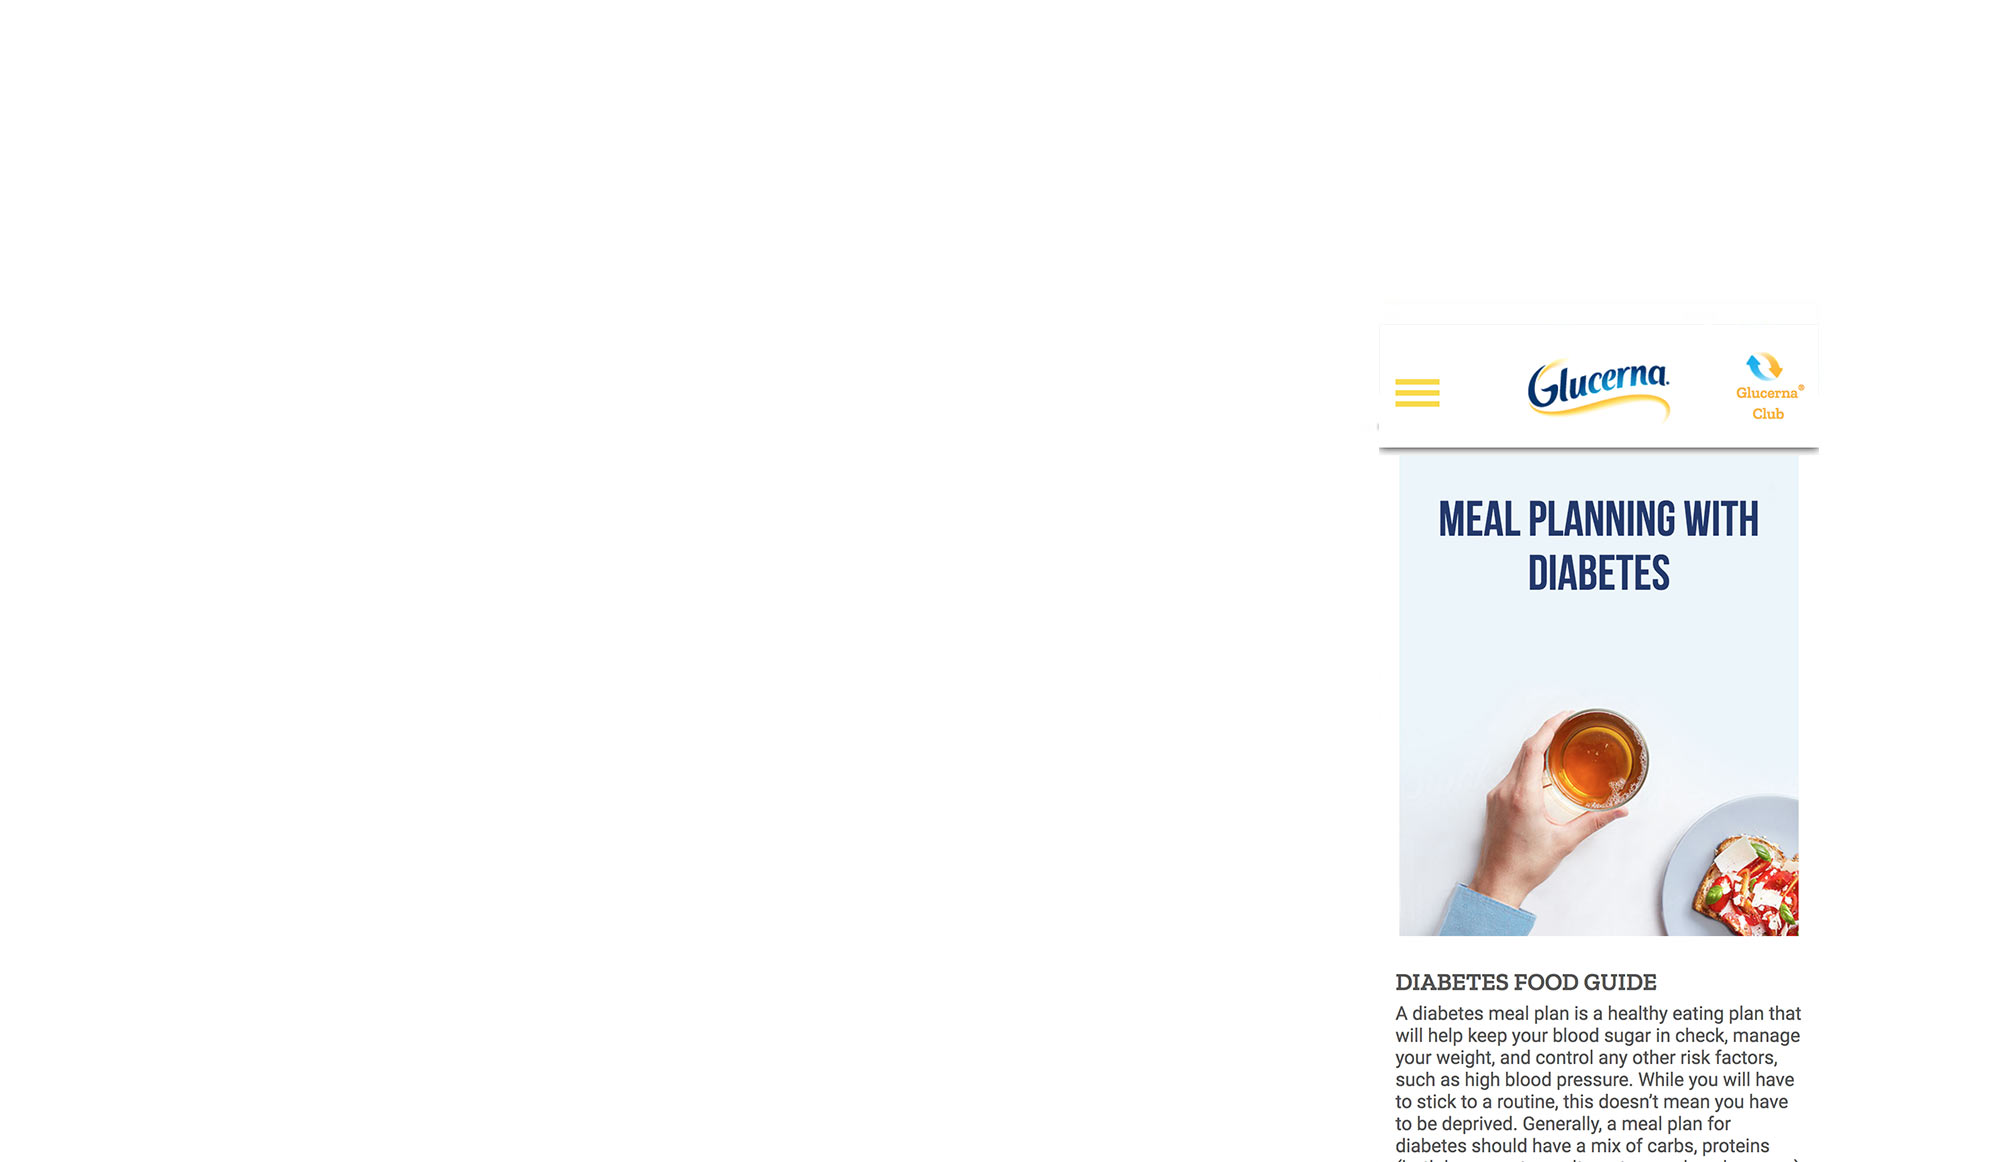 Glucerna.
Glucerna®
Club
MEAL PLANNING WITH
DIABETES
DIABETES FOOD GUIDE
A diabetes meal plan is a healthy eating plan that
will help keep your blood sugar in check, manage
your weight, and control any other risk factors,
such as high blood pressure. While you will have
to stick to a routine, this doesn’t mean you have
to be deprived. Generally, a meal plan for
diabetes should have a mix of carbs, proteins